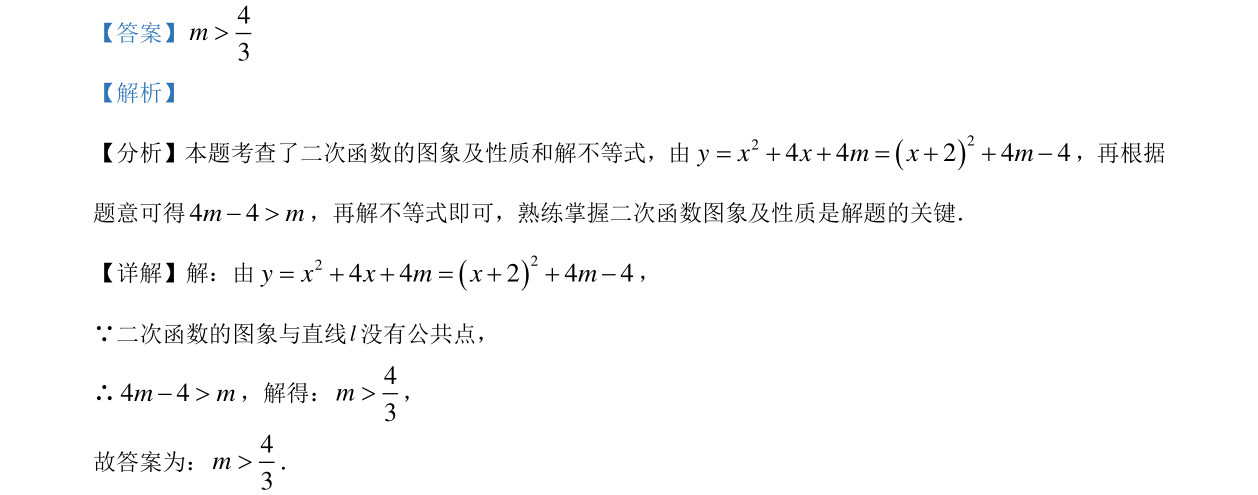 【答案】$m > \frac{4}{3}$
【解析】
【分析】本题考查了二次函数的图象及性质和解不等式，由 $y = x^2 + 4x + 4m = (x+2)^2 + 4m - 4$，再根据
题意可得 $4m - 4 > m$，再解不等式即可，熟练掌握二次函数图象及性质是解题的关键．
【详解】解：由 $y = x^2 + 4x + 4m = (x+2)^2 + 4m - 4$，
∵二次函数的图象与直线 $l$ 没有公共点，
∴ $4m - 4 > m$，解得：$m > \frac{4}{3}$，
故答案为：$m > \frac{4}{3}$．